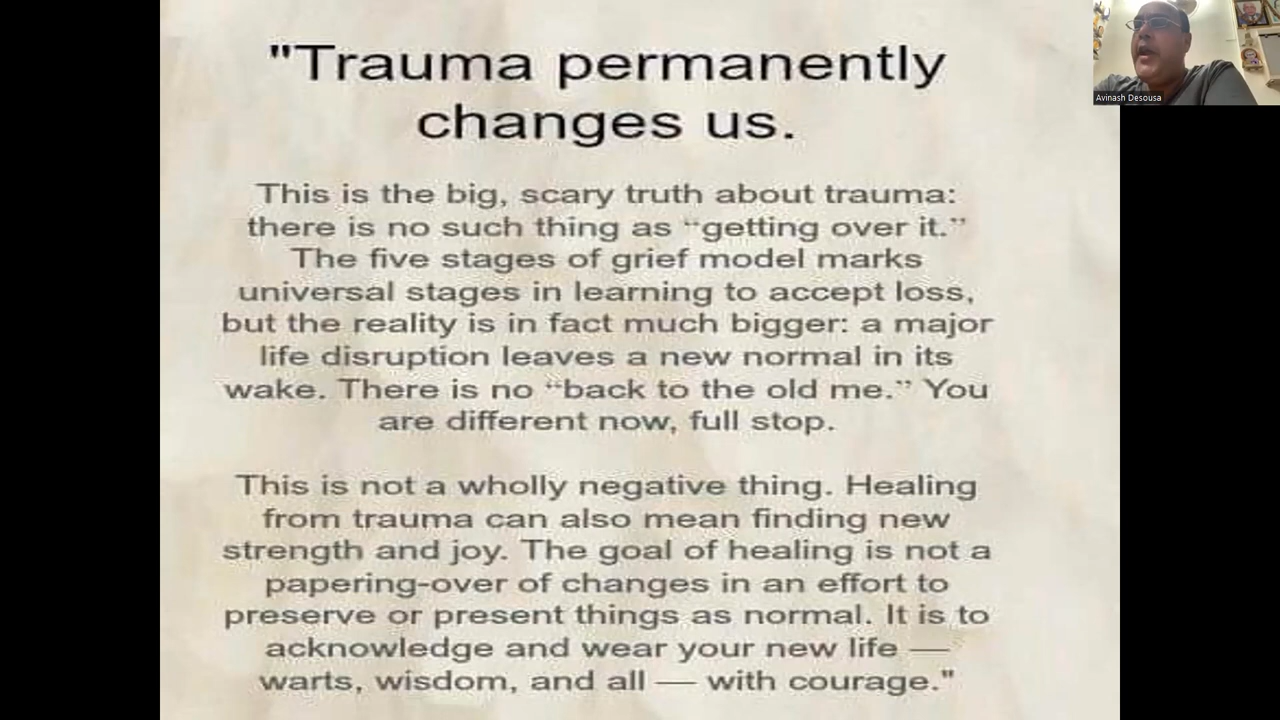 "Trauma permanently
changes us.
This is the big, scary truth about trauma:
there is no such thing as “getting over it.”
The five stages of grief model marks
universal stages in learning to accept loss,
but the reality is in fact much bigger: a major
life disruption leaves a new normal in its
wake. There is no “back to the old me.” You
are different now, full stop.
This is not a wholly negative thing. Healing
from trauma can also mean finding new
strength and joy. The goal of healing is not a
papering-over of changes in an effort to
preserve or present things as normal. It is to
acknowledge and wear your new life —
warts, wisdom, and all — with courage."
Avinash Desousa